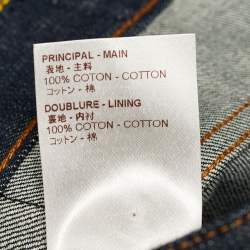 PRINCIPAL - MAIN
表地 - 主料
100% COTON - COTTON
コットン - 棉
DOUBLURE - LINING
裏地 - 内衬
100% COTON - COTTON
コットン - 棉